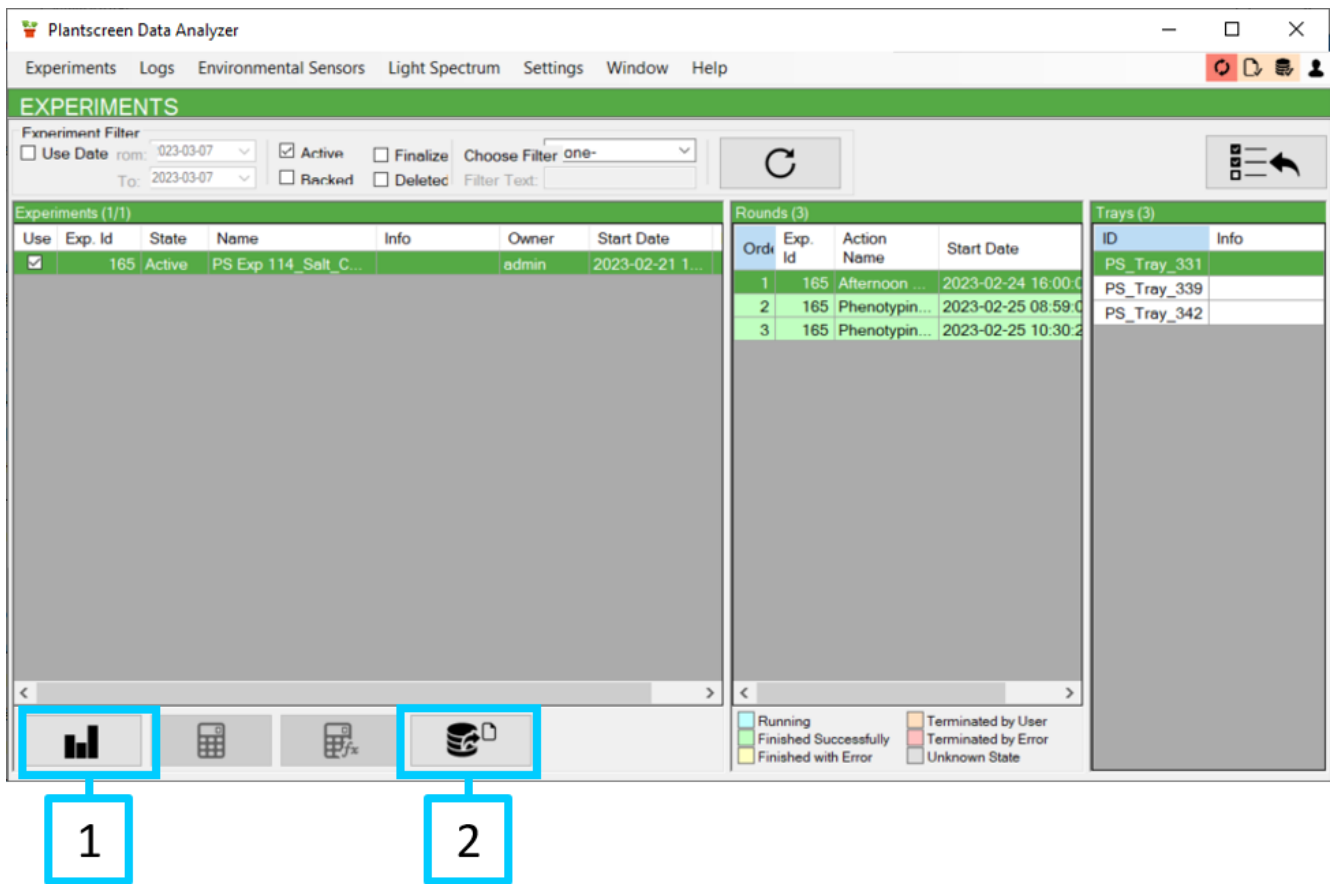 Plantscreen Data Analyzer
Experiments Logs Environmental Sensors Light Spectrum Settings Window Help
EXPERIMENTS
Experiment Filter
Use Date rom: 2023-03-07 Active Finalize Choose Filter one-
To: 2023-03-07 Backed Deleted Filter Text:
Experiments (1/1)
Use Exp. Id State Name Info Owner Start Date
165 Active PS Exp 114_Salt_C... admin 2023-02-21 1...
Rounds (3)
Orde Exp. Id Action Name Start Date
1 165 Afternoon ... 2023-02-24 16:00:0
2 165 Phenotypin... 2023-02-25 08:59:0
3 165 Phenotypin... 2023-02-25 10:30:2
Trays (3)
ID Info
PS_Tray_331
PS_Tray_339
PS_Tray_342
fx
Running Terminated by User
Finished Successfully Terminated by Error
Finished with Error Unknown State
1
2